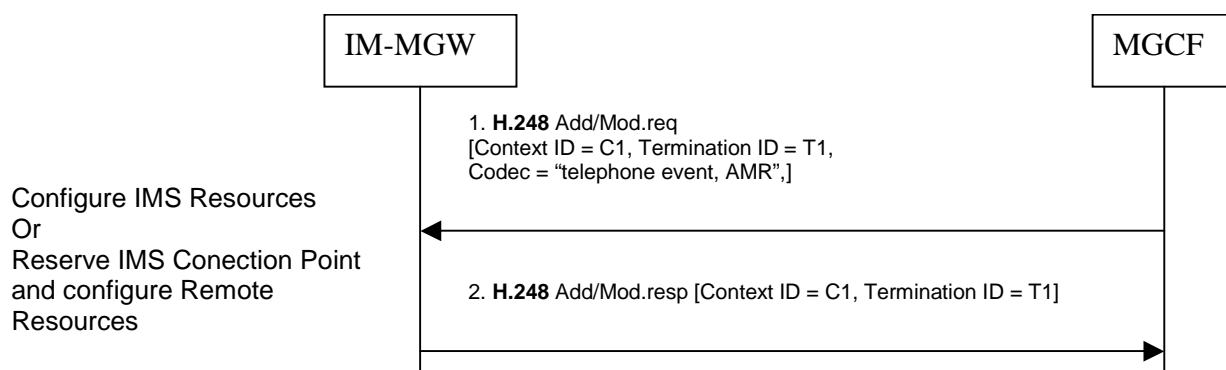 IM-MGW
MGCF
1. H.248 Add/Mod.req
[Context ID = C1, Termination ID = T1,
Codec = “telephone event, AMR”,]
Configure IMS Resources
Or
Reserve IMS Conection Point
and configure Remote
Resources
2. H.248 Add/Mod.resp [Context ID = C1, Termination ID = T1]